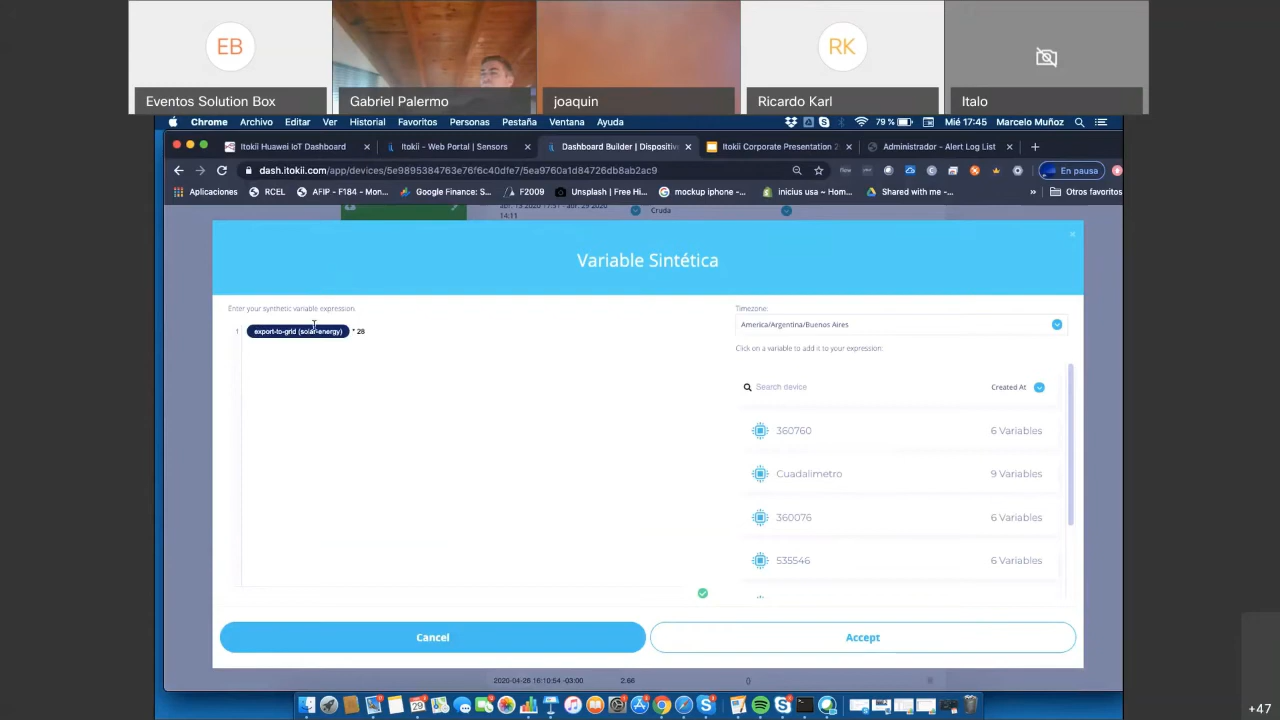 EB
RK
Eventos Solution Box
Gabriel Palermo
joaquin
Ricardo Karl
Italo
Chrome Archivo Editar Ver Historial Favoritos Personas Pestaña Ventana Ayuda
79 %
Mié 17:45 Marcelo Muñoz
Itokii Huawei IoT Dashboard
Itokii - Web Portal | Sensors
Dashboard Builder | Dispositiv
Itokii Corporate Presentation 2
Administrador - Alert Log List
dash.itokii.com/app/devices/5e9895384763e76f6c40dfe7/5ea9760a1d84726db8ab2ac9
En pausa
Aplicaciones
RCEL
AFIP - F184 - Mon...
Google Finance: S...
F2009
Unsplash | Free Hi...
mockup iphone -...
inicius usa ~ Hom...
Shared with me -...
»
Otros favoritos
14:11
Cruda
Variable Sintética
Enter your synthetic variable expression:
1 export-to-grid (solar-energy) * 28
Timezone:
America/Argentina/Buenos Aires
Click on a variable to add it to your expression:
Search device
Created At
360760 6 Variables
Cuadalimetro 9 Variables
360076 6 Variables
535546 6 Variables
Cancel
Accept
2020-04-28 16:10:54 -03:00 2.66 {}
29
+47